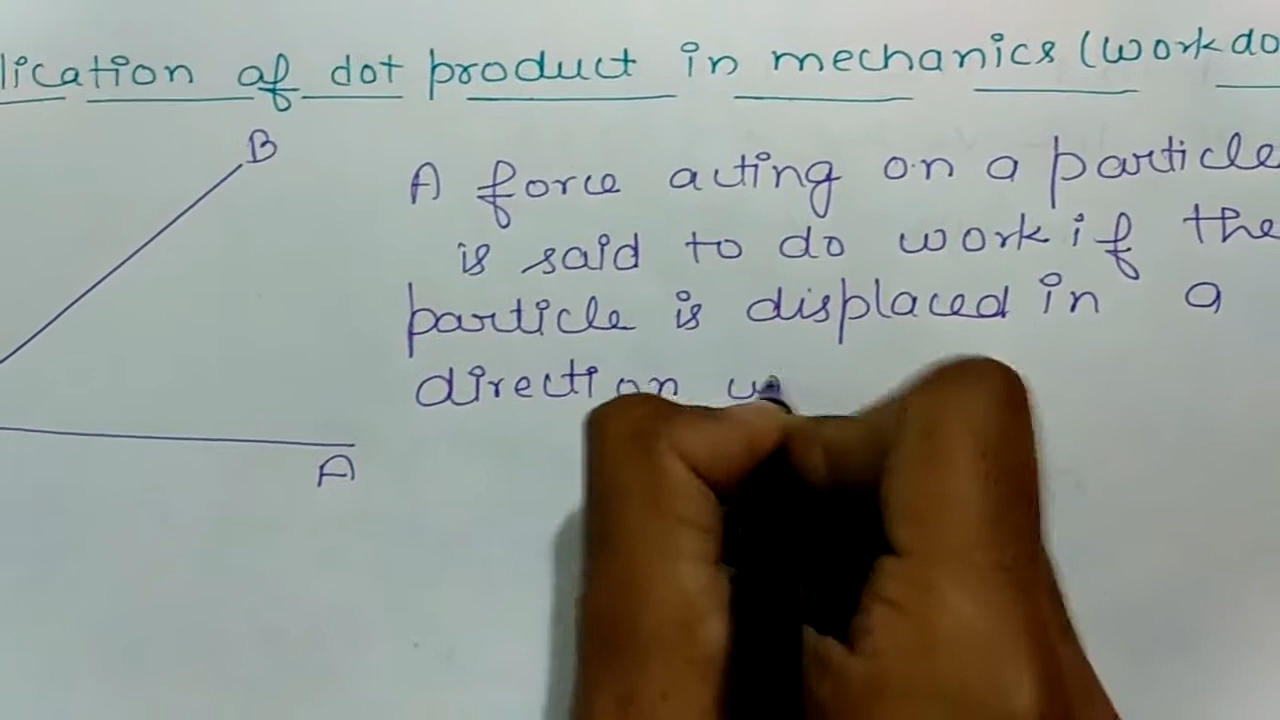 lication of dot product in mechanics (work do
B
A force acting on a particle
is said to do work if the
particle is displaced in a
direction
A